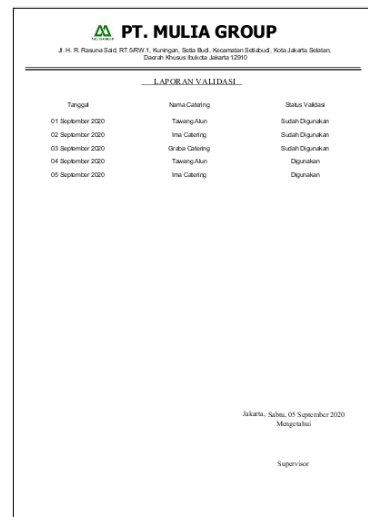 PT. MULIA GROUP
Jl. H. R. Rasuna Said, RT.5/RW.1, Kuningan, Setia Budi, Kecamatan Setiabudi, Kota Jakarta Selatan,
Daerah Khusus Ibukota Jakarta 12910
LAPORAN VALIDASI
Tanggal Nama Catering Status Validasi
01 September 2020 Tawang Alun Sudah Digunakan
02 September 2020 Ima Catering Sudah Digunakan
03 September 2020 Graba Catering Sudah Digunakan
04 September 2020 Tawang Alun Digunakan
05 September 2020 Ima Catering Digunakan
Jakarta, Sabtu, 05 September 2020
Mengetahui
Supervisor